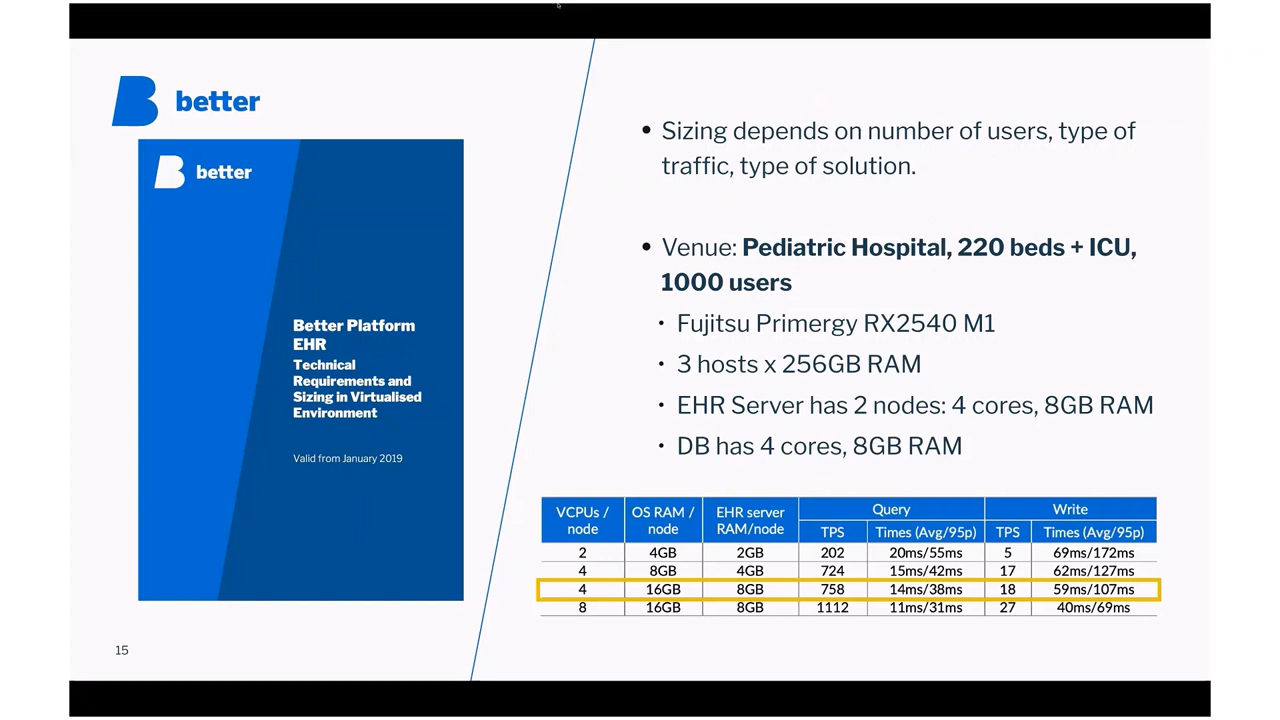 better
better
Better Platform
EHR
Technical
Requirements and
Sizing in Virtualised
Environment
Valid from January 2019
• Sizing depends on number of users, type of
traffic, type of solution.
• Venue: Pediatric Hospital, 220 beds + ICU,
1000 users
• Fujitsu Primergy RX2540 M1
• 3 hosts x 256GB RAM
• EHR Server has 2 nodes: 4 cores, 8GB RAM
• DB has 4 cores, 8GB RAM
VCPUs / node OS RAM / node EHR server RAM/node Query Write
TPS Times (Avg/95p) TPS Times (Avg/95p)
2 4GB 2GB 202 20ms/55ms 5 69ms/172ms
4 8GB 4GB 724 15ms/42ms 17 62ms/127ms
4 16GB 8GB 758 14ms/38ms 18 59ms/107ms
8 16GB 8GB 1112 11ms/31ms 27 40ms/69ms
15